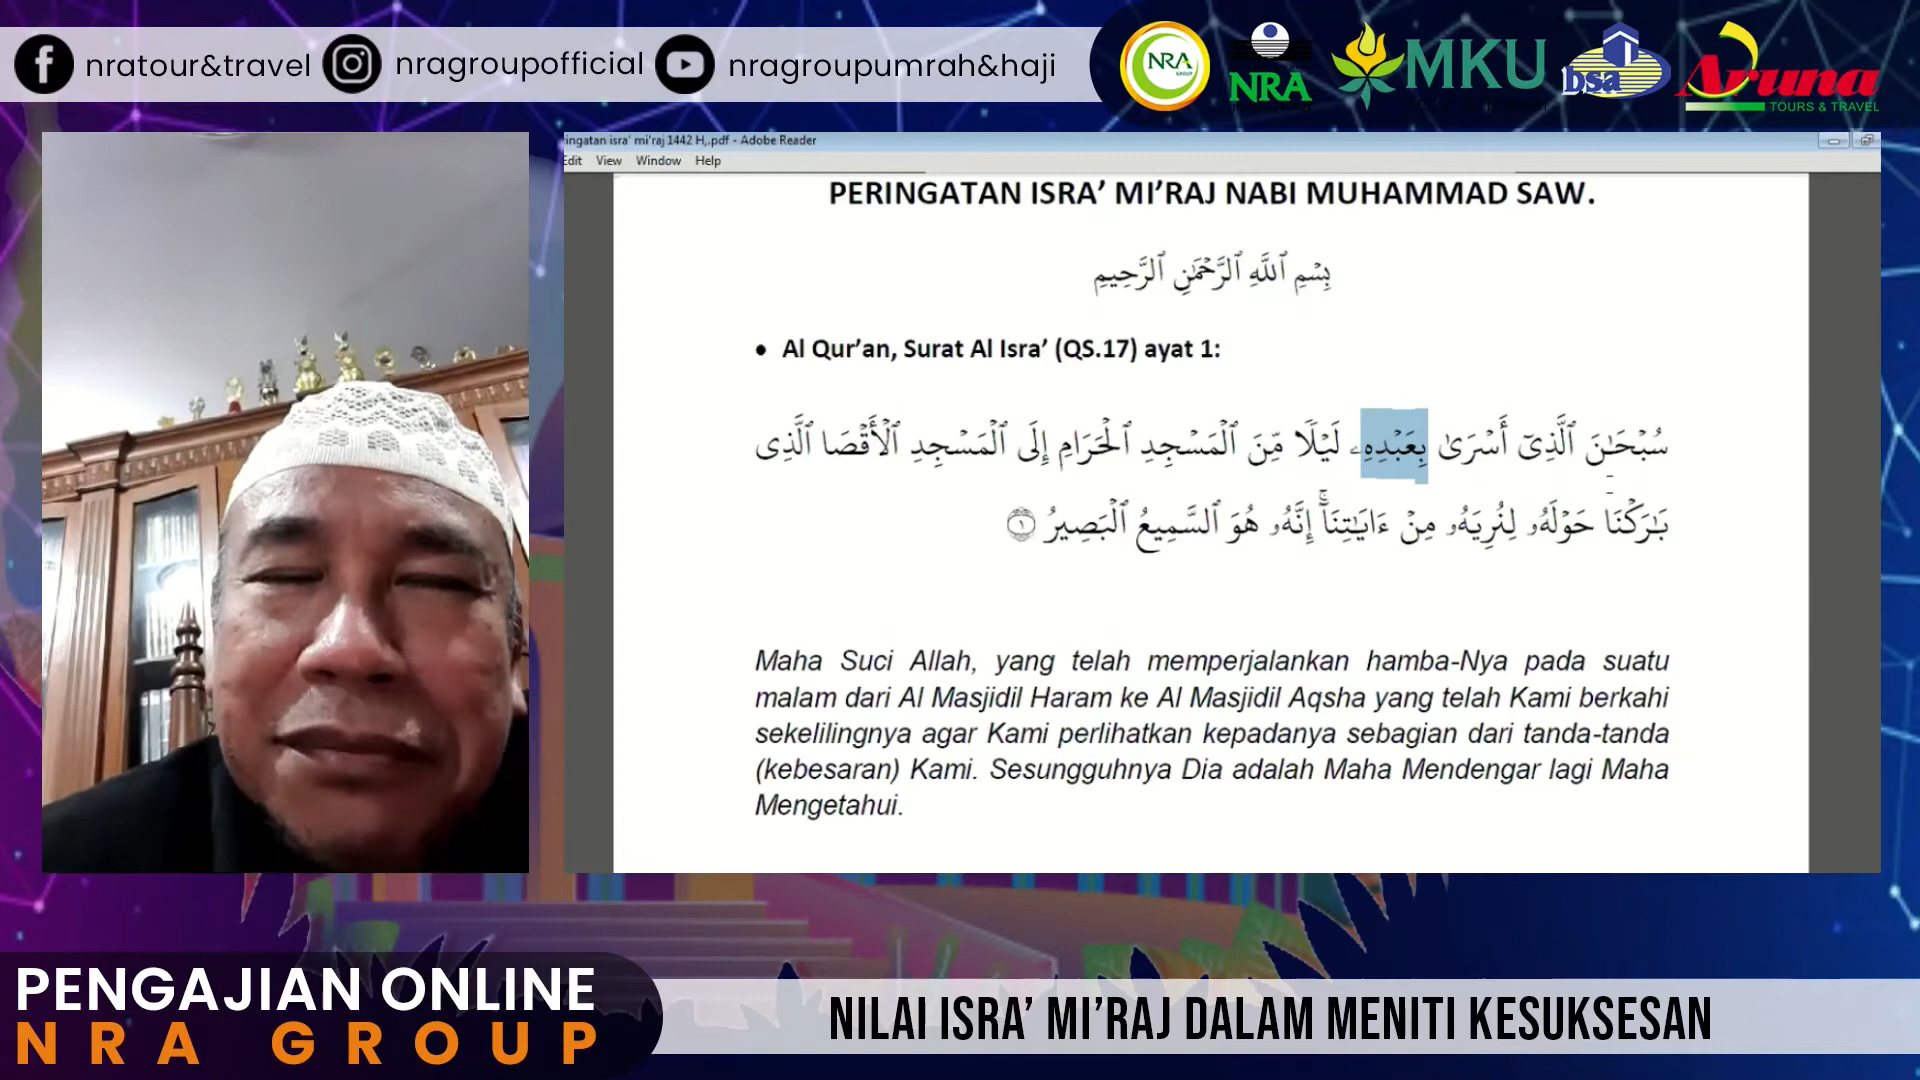 nratour&travel nragroupofficial nragroupumrah&haji
NRA
GROUP
NRA
MKU
bsa
Aruna
TOURS & TRAVEL
ingatan isra' mi'raj 1442 H,.pdf - Adobe Reader
Edit View Window Help
PERINGATAN ISRA’ MI’RAJ NABI MUHAMMAD SAW.
بِسْمِ ٱللَّهِ ٱلرَّحْمَٰنِ ٱلرَّحِيمِ
• Al Qur’an, Surat Al Isra’ (QS.17) ayat 1:
سُبْحَٰنَ ٱلَّذِىٓ أَسْرَىٰ بِعَبْدِهِۦ لَيْلًا مِّنَ ٱلْمَسْجِدِ ٱلْحَرَامِ إِلَى ٱلْمَسْجِدِ ٱلْأَقْصَا ٱلَّذِى
بَٰرَكْنَا حَوْلَهُۥ لِنُرِيَهُۥ مِنْ ءَايَٰتِنَآ ۚ إِنَّهُۥ هُوَ ٱلسَّمِيعُ ٱلْبَصِيرُ ١
Maha Suci Allah, yang telah memperjalankan hamba-Nya pada suatu
malam dari Al Masjidil Haram ke Al Masjidil Aqsha yang telah Kami berkahi
sekelilingnya agar Kami perlihatkan kepadanya sebagian dari tanda-tanda
(kebesaran) Kami. Sesungguhnya Dia adalah Maha Mendengar lagi Maha
Mengetahui.
PENGAJIAN ONLINE
NRA GROUP
NILAI ISRA’ MI’RAJ DALAM MENITI KESUKSESAN